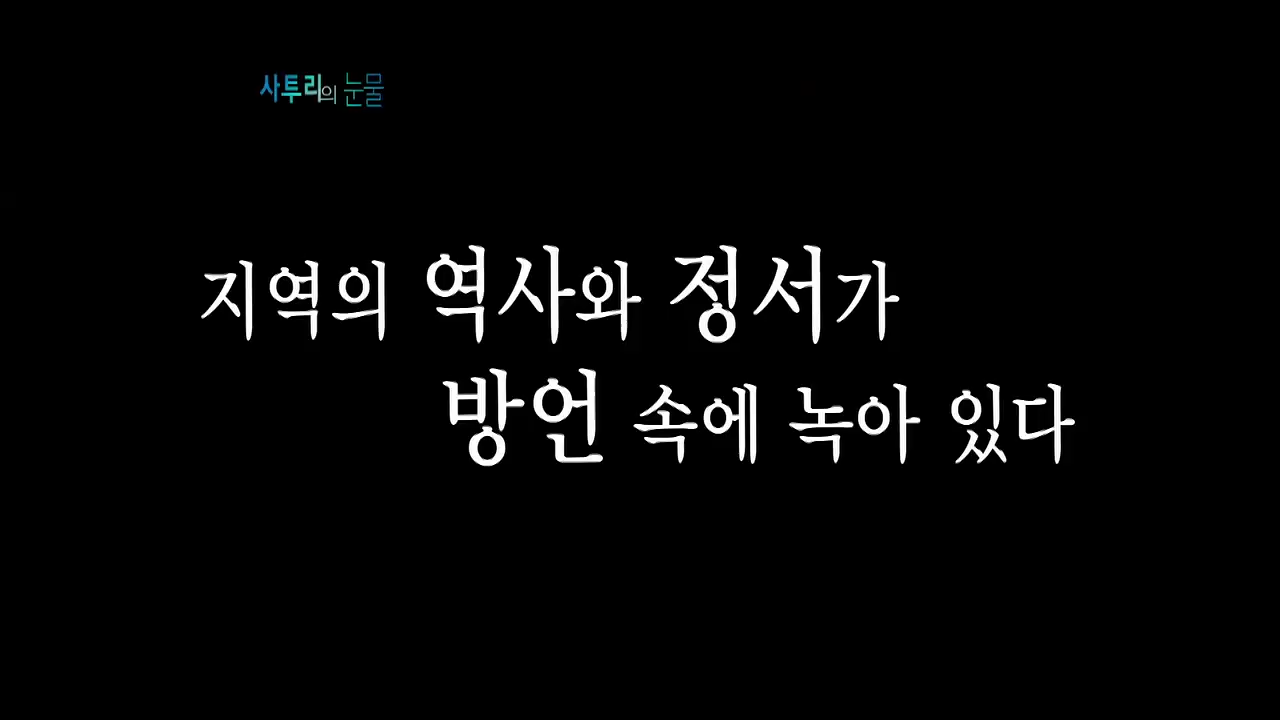 사투리의 눈물
지역의 역사와 정서가
방언 속에 녹아 있다